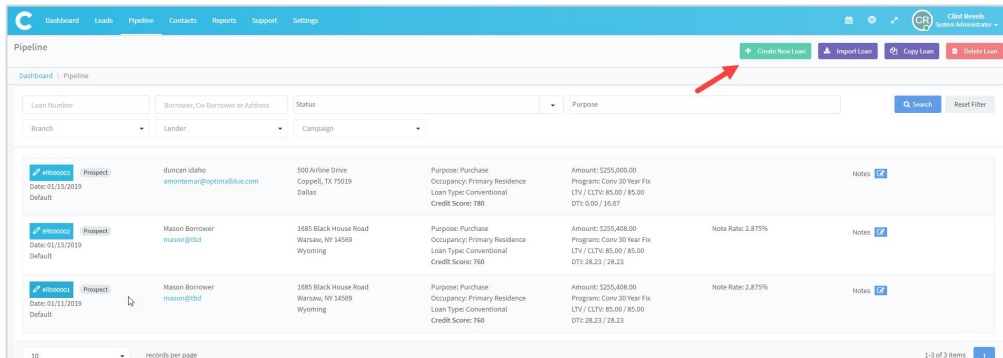 C Dashboard Leads Pipeline Contacts Reports Support Settings CR Clint Revels
System Administrator
Pipeline + Create New Loan Import Loan Copy Loan Delete Loan
Dashboard \ Pipeline
Loan Number Borrower, Co-Borrower or Address Status Purpose Search Reset Filter
Branch Lender Campaign
#R000003 Prospect duncan idaho 500 Airline Drive Purpose: Purchase Amount: $255,000.00 Notes
Date: 01/15/2019 amontemar@optimalblue.com Coppell, TX 75019 Occupancy: Primary Residence Program: Conv 30 Year Fix
Default Dallas Loan Type: Conventional LTV / CLTV: 85.00 / 85.00
Credit Score: 780 DTI: 0.00 / 16.67
#R000002 Prospect Mason Borrower 1685 Black House Road Purpose: Purchase Amount: $255,408.00 Note Rate: 2.875% Notes
Date: 01/15/2019 mason@tbd Warsaw, NY 14569 Occupancy: Primary Residence Program: Conv 30 Year Fix
Default Wyoming Loan Type: Conventional LTV / CLTV: 85.00 / 85.00
Credit Score: 760 DTI: 28.23 / 28.23
#R000001 Prospect Mason Borrower 1685 Black House Road Purpose: Purchase Amount: $255,408.00 Note Rate: 2.875% Notes
Date: 01/11/2019 mason@tbd Warsaw, NY 14569 Occupancy: Primary Residence Program: Conv 30 Year Fix
Default Wyoming Loan Type: Conventional LTV / CLTV: 85.00 / 85.00
Credit Score: 760 DTI: 28.23 / 28.23
10 records per page 1-3 of 3 items 1